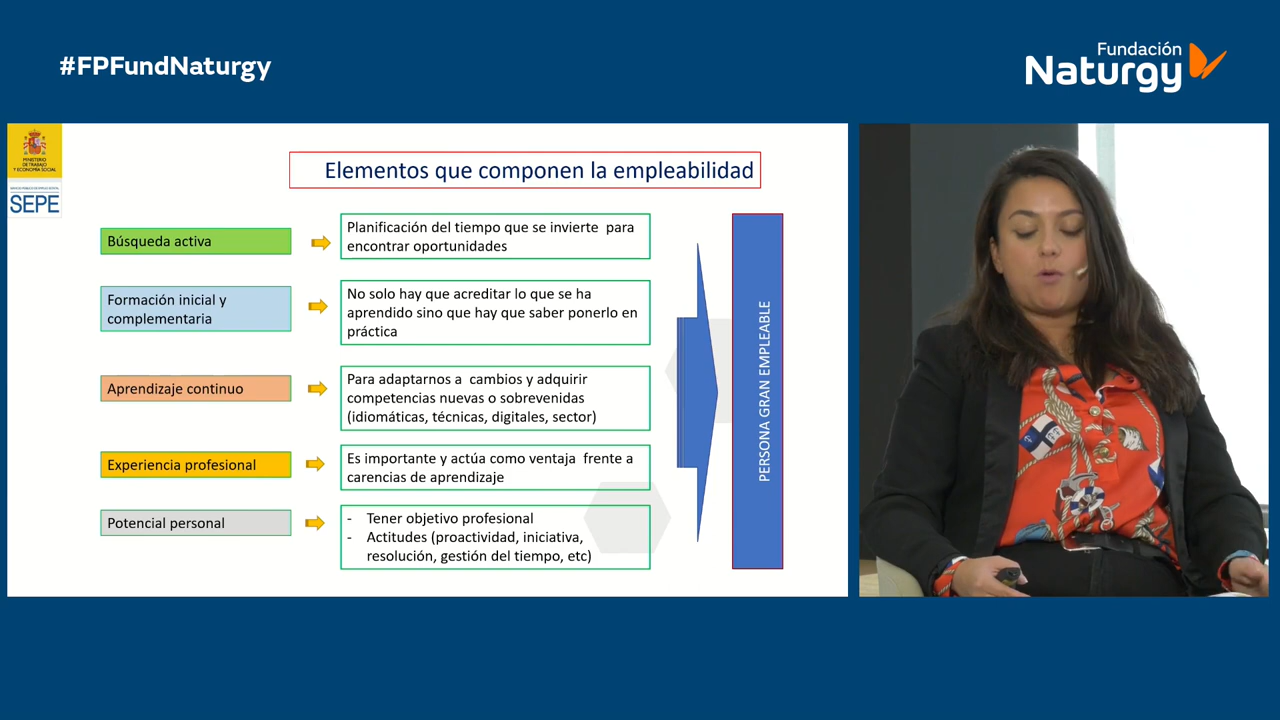 #FPFundNaturgy
Fundación
Naturgy
MINISTERIO
DE TRABAJO
Y ECONOMÍA SOCIAL
SEPE
Elementos que componen la empleabilidad
Búsqueda activa
Planificación del tiempo que se invierte para
encontrar oportunidades
Formación inicial y
complementaria
No solo hay que acreditar lo que se ha
aprendido sino que hay que saber ponerlo en
práctica
Aprendizaje continuo
Para adaptarnos a cambios y adquirir
competencias nuevas o sobrevenidas
(idiomáticas, técnicas, digitales, sector)
Experiencia profesional
Es importante y actúa como ventaja frente a
carencias de aprendizaje
Potencial personal
- Tener objetivo profesional
- Actitudes (proactividad, iniciativa,
resolución, gestión del tiempo, etc)
PERSONA GRAN EMPLEABLE